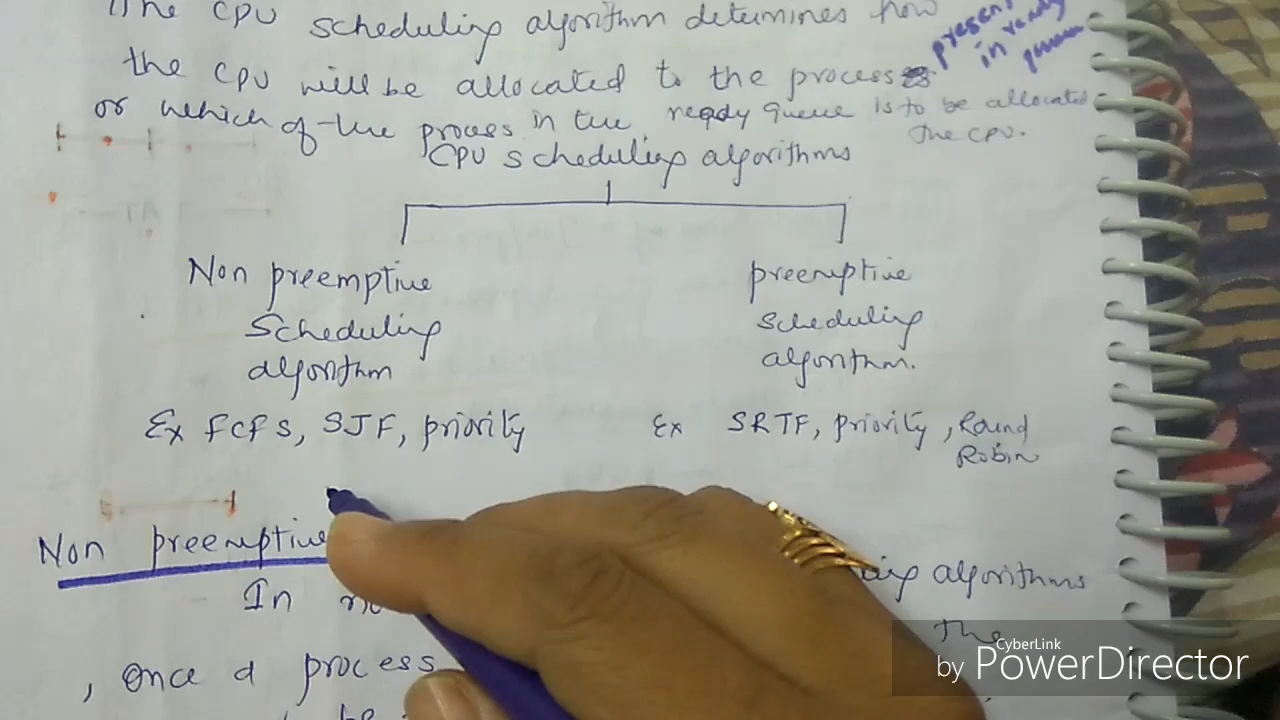 The CPU scheduling algorithm determines how
the CPU will be allocated to the process present in ready queue
or which of the process in the ready queue is to be allocated
the CPU.
CPU scheduling algorithms
Non preemptive
Scheduling
algorithm
Ex FCFS, SJF, priority
preemptive
scheduling
algorithm.
Ex SRTF, priority, Round
Robin
Non preemptive
In
algorithms
the
, once a process
be
CyberLink
by PowerDirector